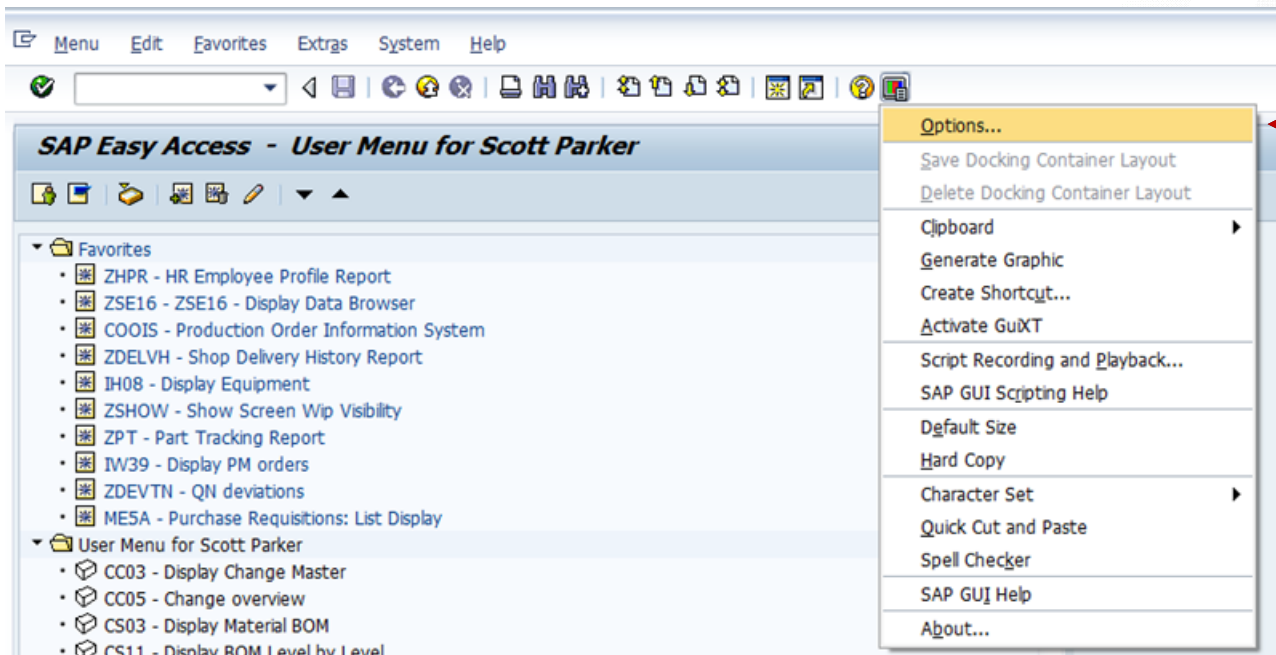 Menu Edit Favorites Extras System Help
SAP Easy Access - User Menu for Scott Parker
Favorites
ZHPR - HR Employee Profile Report
ZSE16 - ZSE16 - Display Data Browser
COOIS - Production Order Information System
ZDELVH - Shop Delivery History Report
IH08 - Display Equipment
ZSHOW - Show Screen Wip Visibility
ZPT - Part Tracking Report
IW39 - Display PM orders
ZDEVTN - QN deviations
ME5A - Purchase Requisitions: List Display
User Menu for Scott Parker
CC03 - Display Change Master
CC05 - Change overview
CS03 - Display Material BOM
CS11 - Display BOM Level by Level
Options...
Save Docking Container Layout
Delete Docking Container Layout
Clipboard
Generate Graphic
Create Shortcut...
Activate GuiXT
Script Recording and Playback...
SAP GUI Scripting Help
Default Size
Hard Copy
Character Set
Quick Cut and Paste
Spell Checker
SAP GUI Help
About...